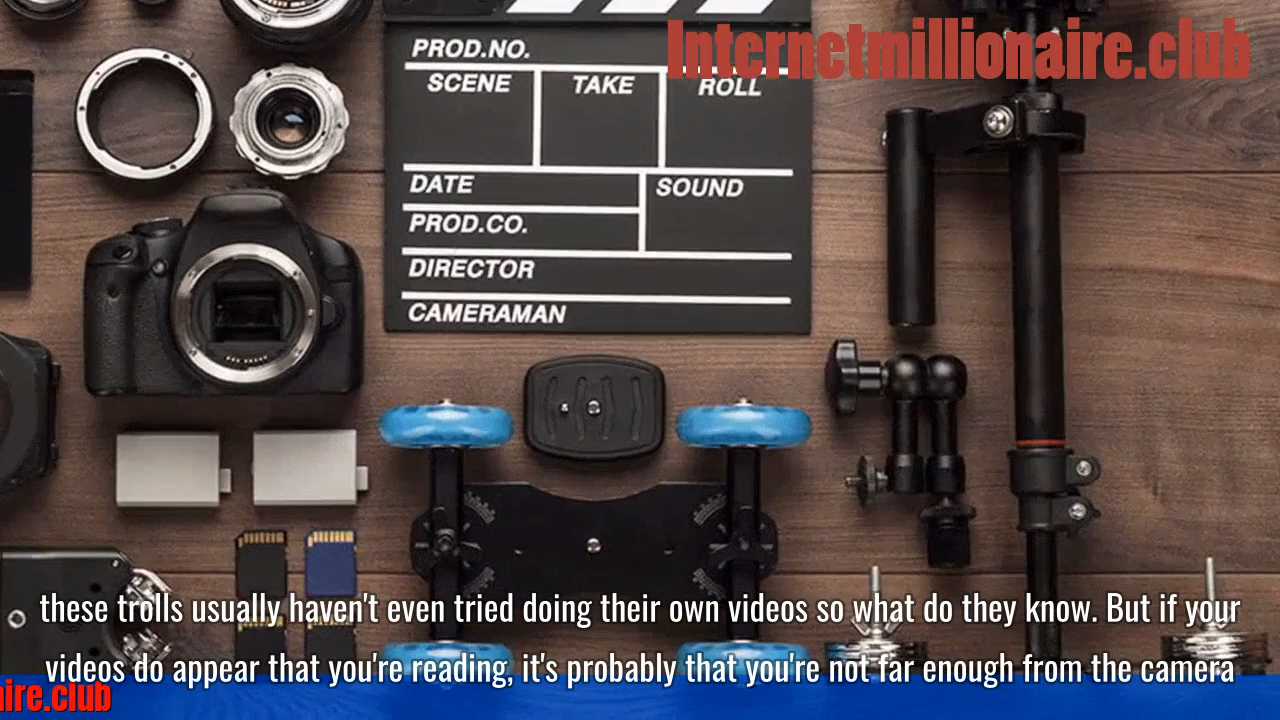 Internetmillionaire.club
PROD.NO.
SCENE TAKE ROLL
DATE SOUND
PROD.CO.
DIRECTOR
CAMERAMAN
these trolls usually haven't even tried doing their own videos so what do they know. But if your
videos do appear that you're reading, it's probably that you're not far enough from the camera
aire.club